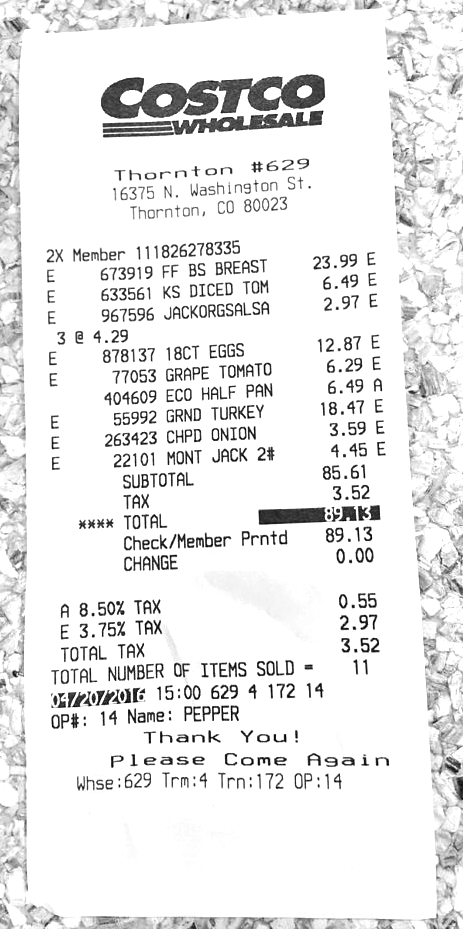 COSTCO
WHOLESALE
Thornton #629
16375 N. Washington St.
Thornton, CO 80023
2X Member 111826278335
E 673919 FF BS BREAST 23.99 E
E 633561 KS DICED TOM 6.49 E
E 967596 JACKORGSALSA 2.97 E
3 @ 4.29
E 878137 18CT EGGS 12.87 E
E 77053 GRAPE TOMATO 6.29 E
404609 ECO HALF PAN 6.49 A
E 55992 GRND TURKEY 18.47 E
E 263423 CHPD ONION 3.59 E
E 22101 MONT JACK 2# 4.45 E
SUBTOTAL 85.61
TAX 3.52
**** TOTAL 89.13
Check/Member Prntd 89.13
CHANGE 0.00
A 8.50% TAX 0.55
E 3.75% TAX 2.97
TOTAL TAX 3.52
TOTAL NUMBER OF ITEMS SOLD = 11
04/20/2016 15:00 629 4 172 14
OP#: 14 Name: PEPPER
Thank You!
Please Come Again
Whse:629 Trm:4 Trn:172 OP:14